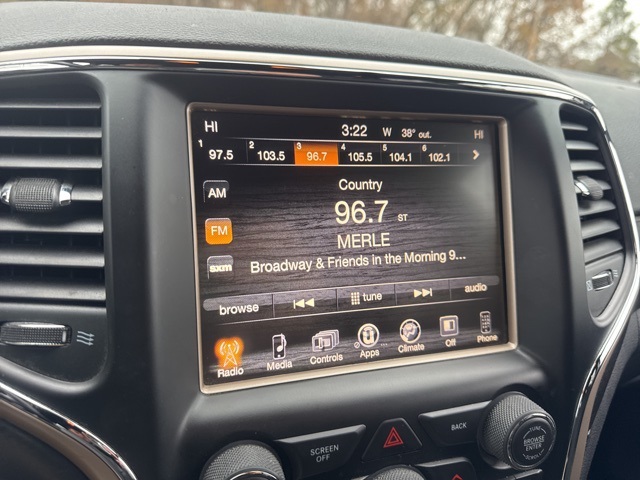 HI 3:22 W 38° out. HI
1 97.5 2 103.5 3 96.7 4 105.5 5 104.1 6 102.1
AM
Country
FM
96.7 ST
MERLE
sxm
Broadway & Friends in the Morning 9...
browse tune audio
Radio Media Controls Apps Climate Off Phone
SCREEN OFF
BACK
TUNE
BROWSE
ENTER
SCROLL